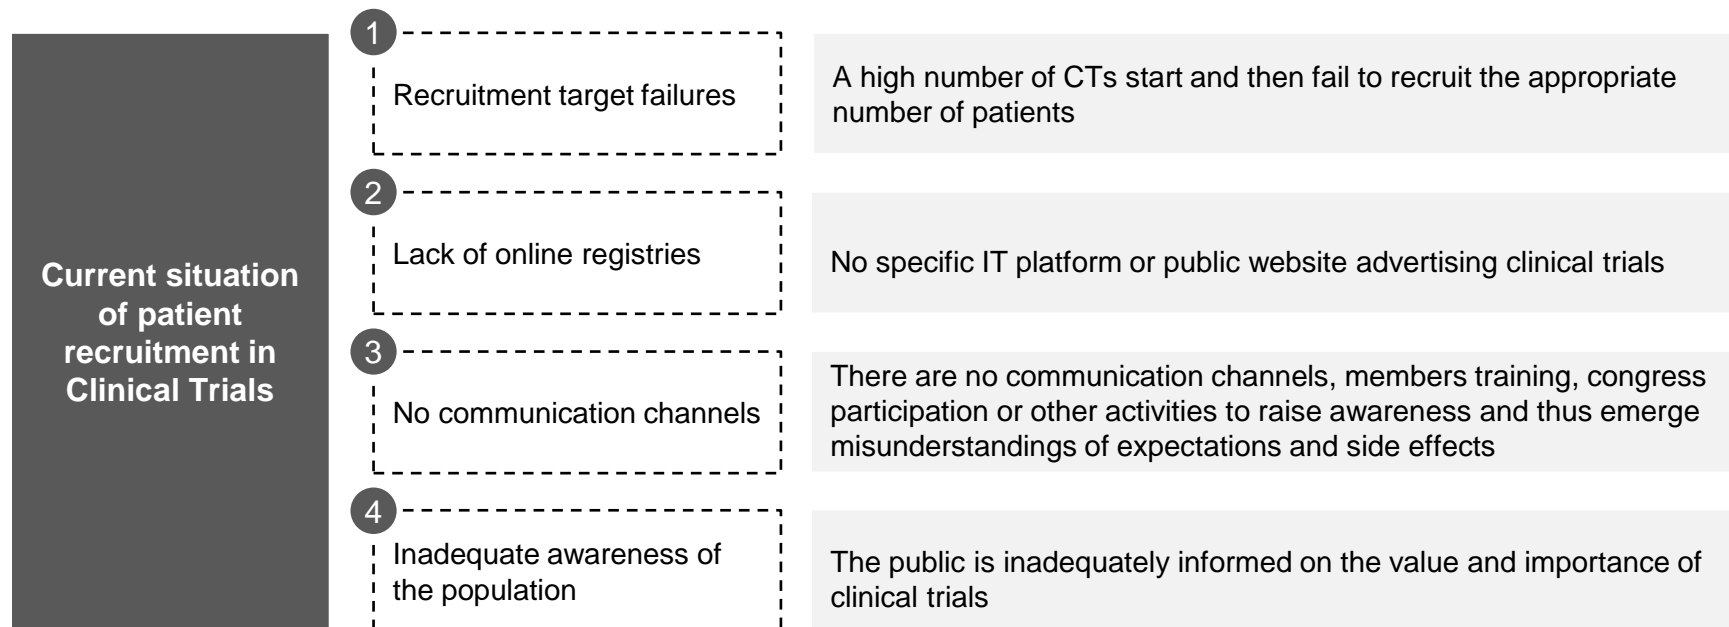 Current situation
of patient
recruitment in
Clinical Trials
1
Recruitment target failures
A high number of CTs start and then fail to recruit the appropriate
number of patients
2
Lack of online registries
No specific IT platform or public website advertising clinical trials
3
No communication channels
There are no communication channels, members training, congress
participation or other activities to raise awareness and thus emerge
misunderstandings of expectations and side effects
4
Inadequate awareness of
the population
The public is inadequately informed on the value and importance of
clinical trials